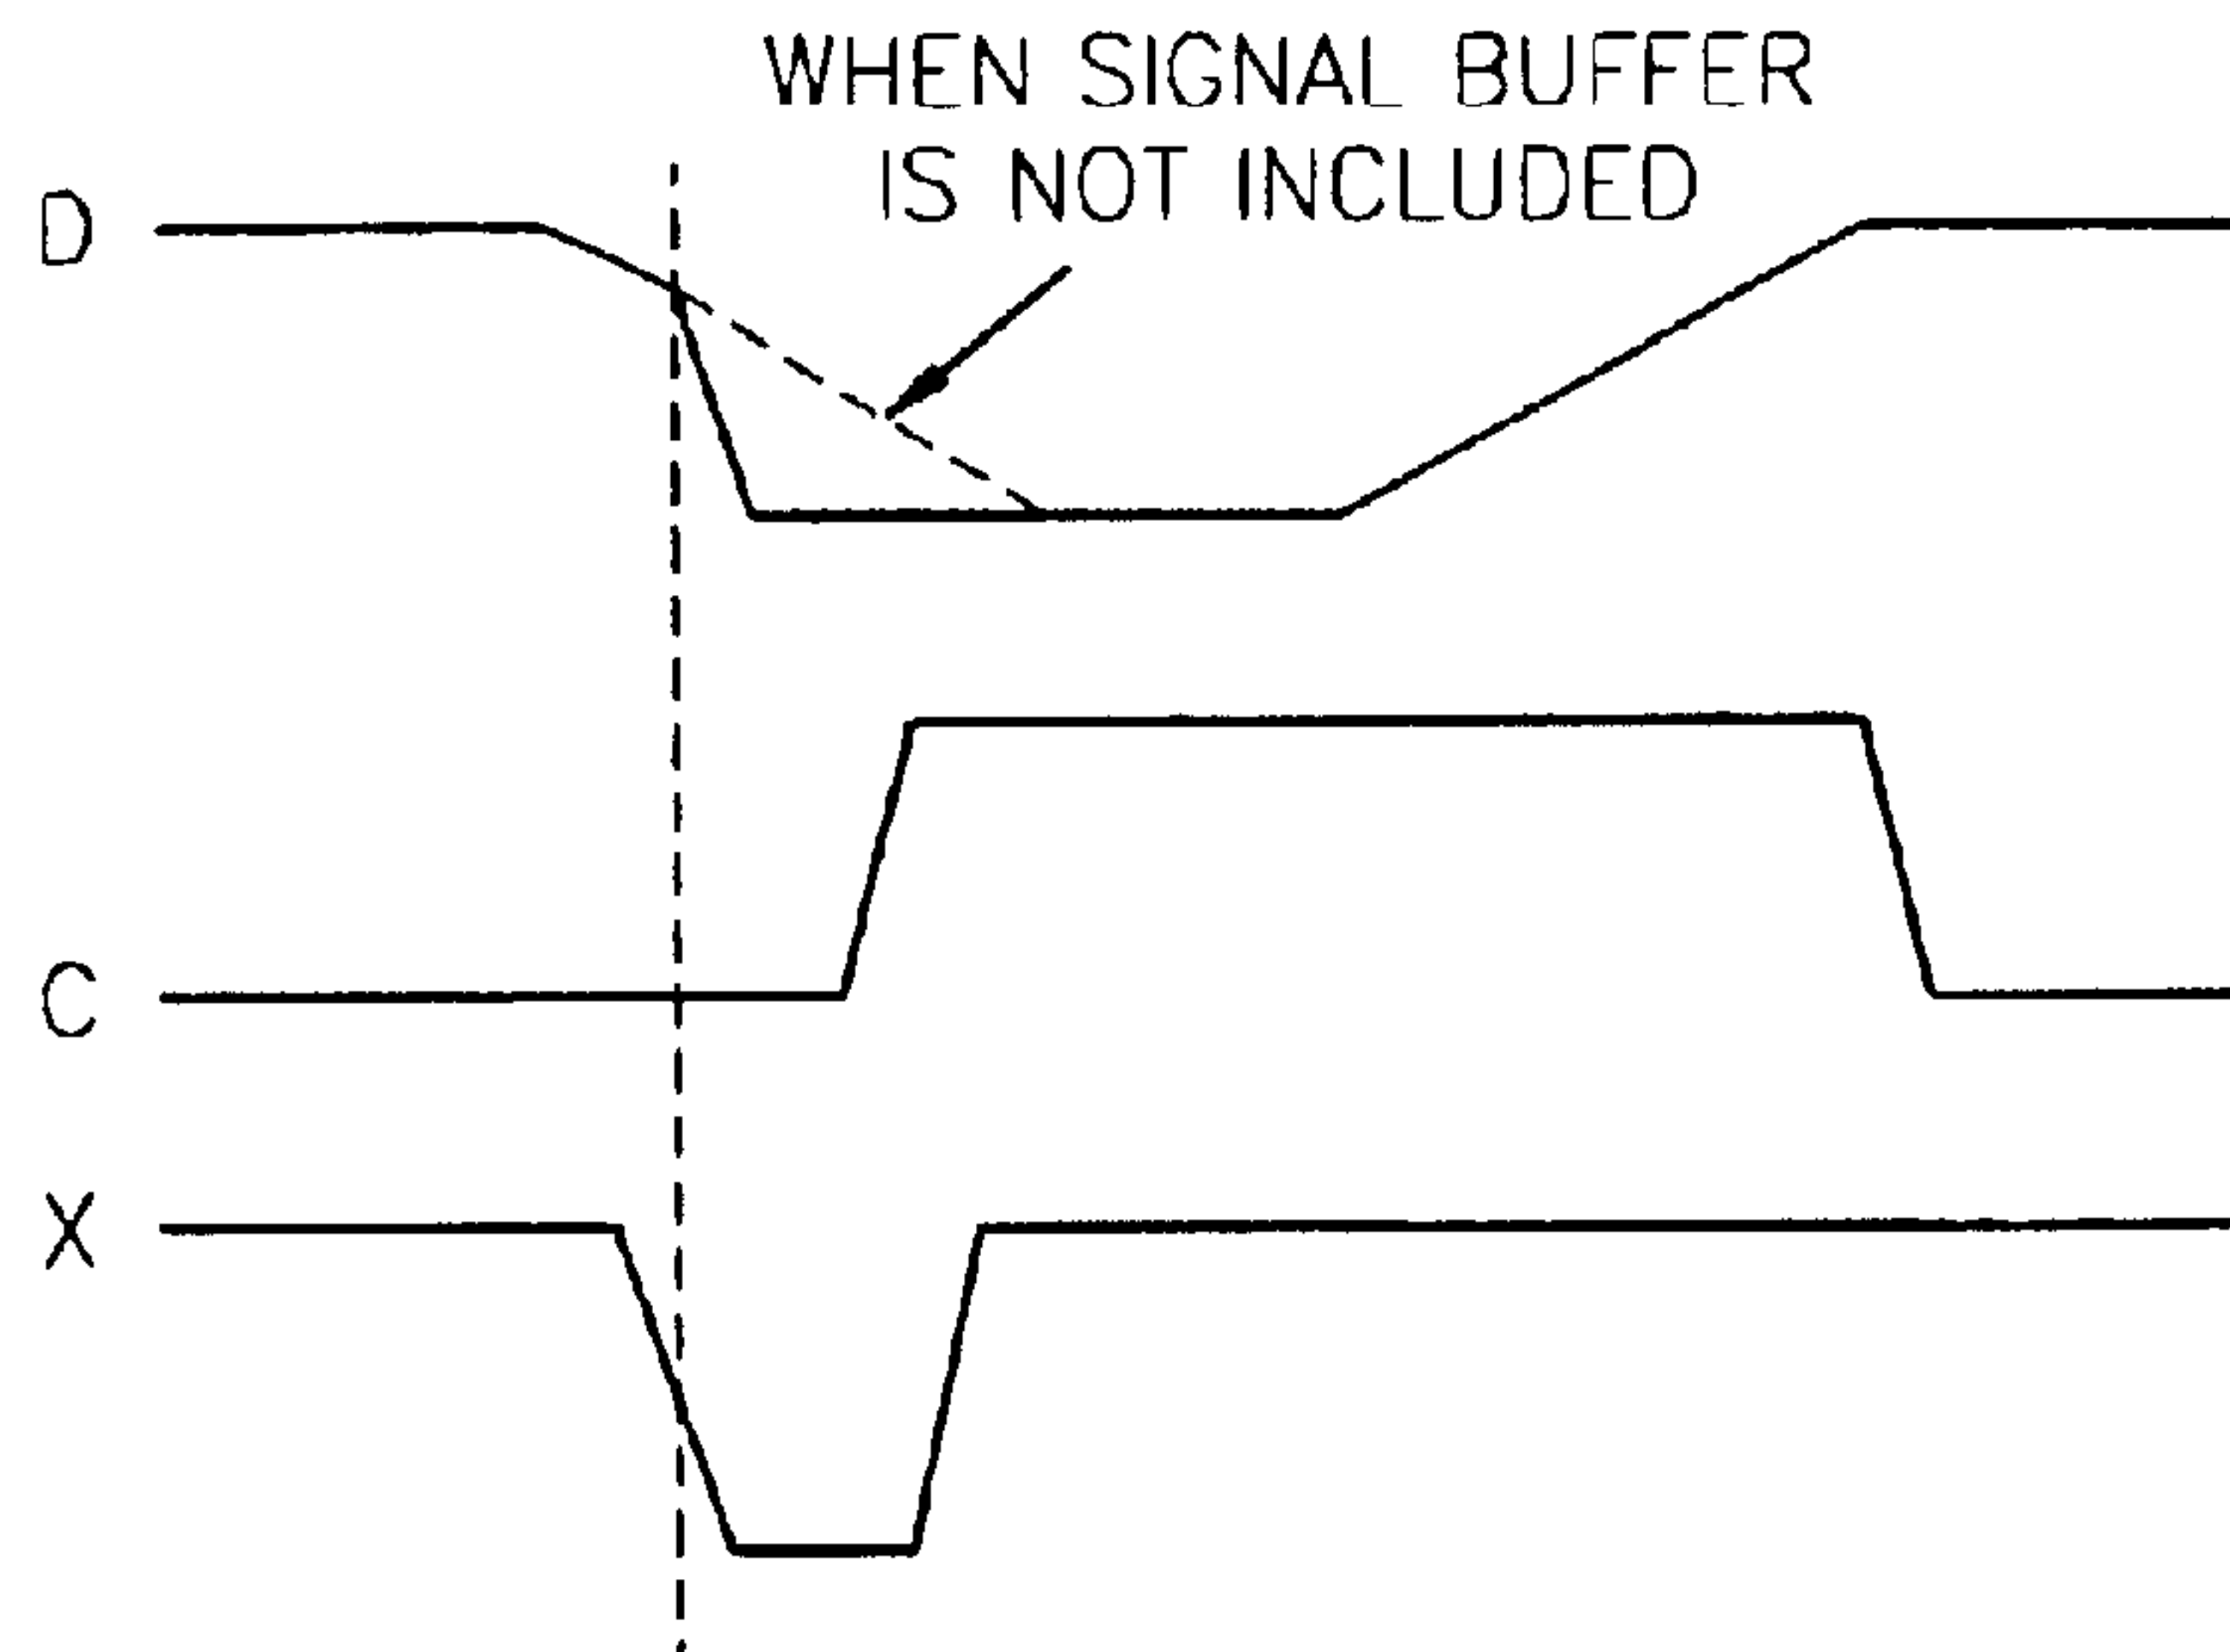 WHEN SIGNAL BUFFER
IS NOT INCLUDED
D
C
X